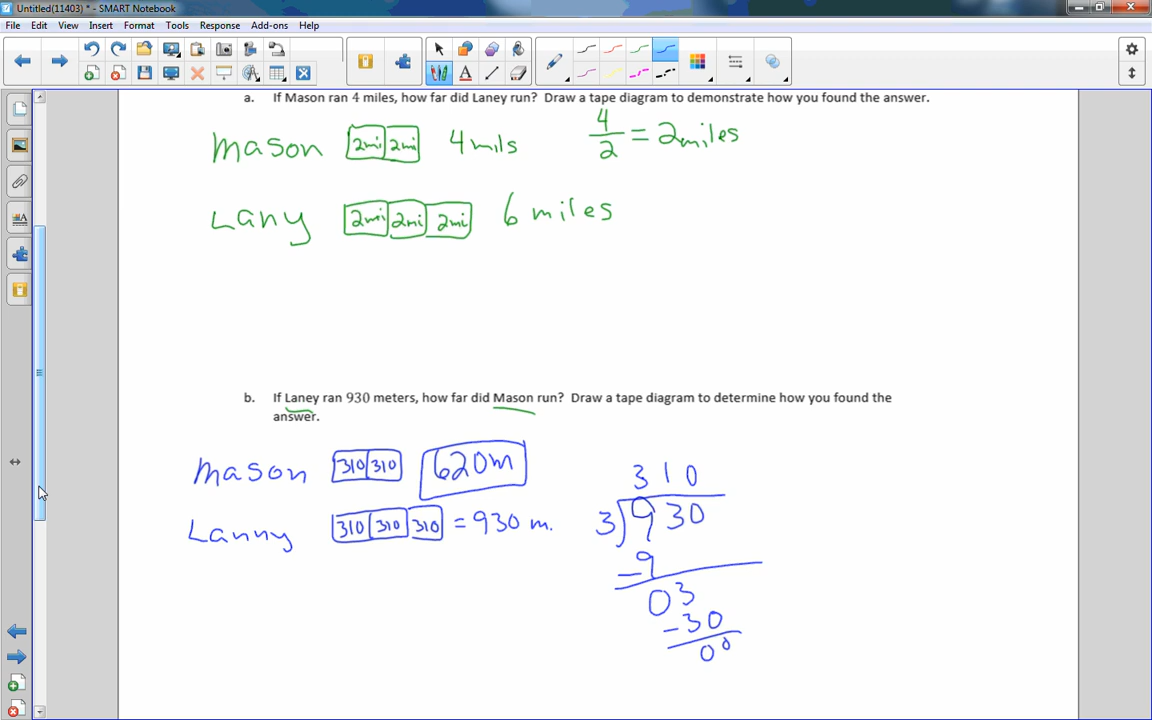 Untitled(11403) * - SMART Notebook
File Edit View Insert Format Tools Response Add-ons Help
a. If Mason ran 4 miles, how far did Laney run? Draw a tape diagram to demonstrate how you found the answer.
Mason 2mi 2mi 4 mils 4/2 = 2miles
Lany 2mi 2mi 2mi 6 miles
b. If Laney ran 930 meters, how far did Mason run? Draw a tape diagram to determine how you found the
answer.
Mason 310 310 620m
Lanny 310 310 310 = 930 m.
310
3)930
-9
03
-30
00